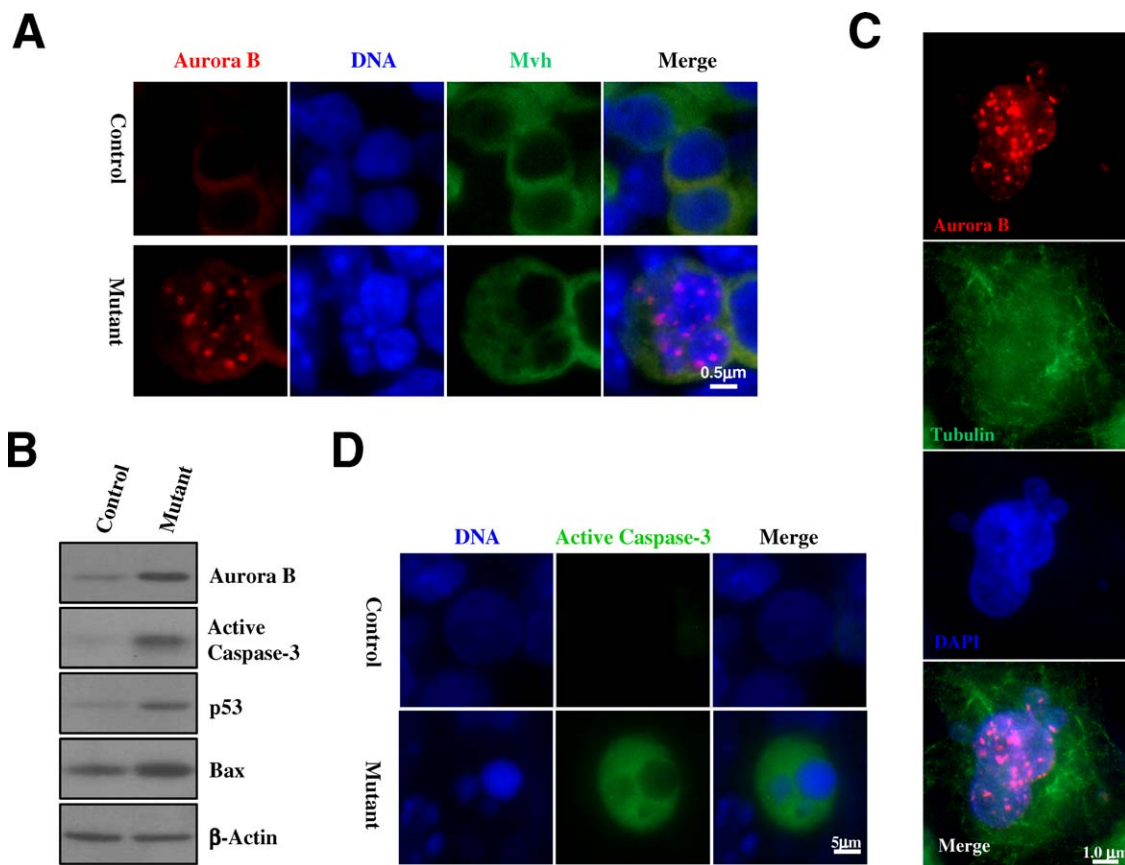 A
Aurora B DNA Mvh Merge
Control
Mutant
0.5μm
B
Control Mutant
Aurora B
Active
Caspase-3
p53
Bax
β-Actin
C
Aurora B
Tubulin
DAPI
Merge
1.0 μm
D
DNA Active Caspase-3 Merge
Control
Mutant
5μm